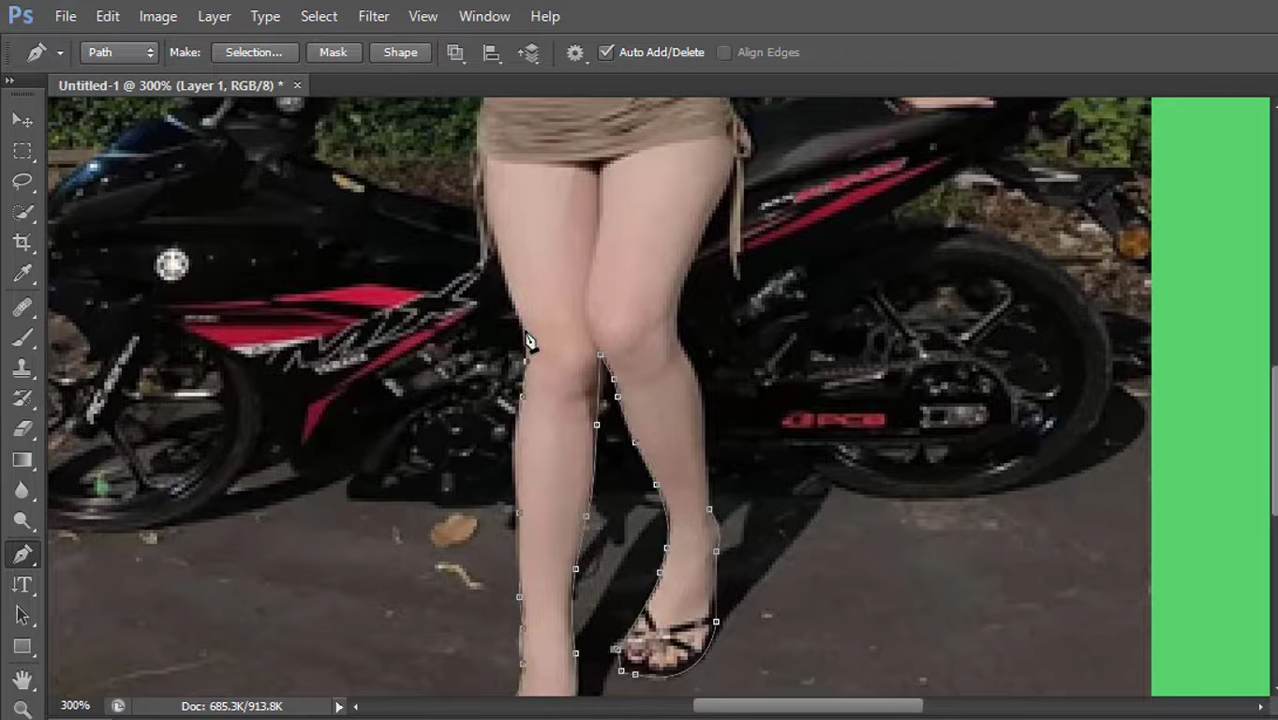 Ps File Edit Image Layer Type Select Filter View Window Help
Path Make: Selection... Mask Shape Auto Add/Delete Align Edges
Untitled-1 @ 300% (Layer 1, RGB/8) * ×
PCB
300% Doc: 685.3K/913.8K